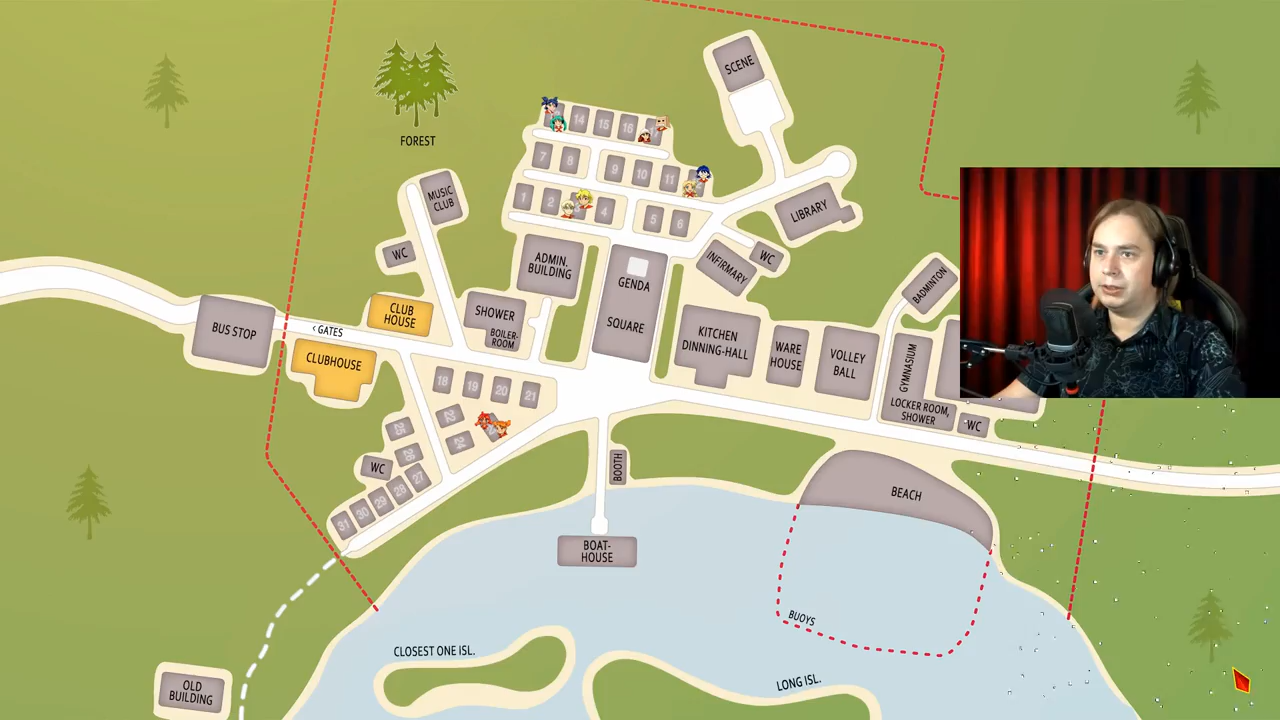 SCENE
FOREST
14
15
16
7
8
9
10
11
MUSIC
CLUB
1
2
4
5
6
LIBRARY
WC
ADMIN.
BUILDING
INFIRMARY
WC
GENDA
SQUARE
BADMINTON
BUS STOP
‹ GATES
CLUB
HOUSE
SHOWER
BOILER-
ROOM
KITCHEN
DINNING-HALL
WARE
HOUSE
VOLLEY
BALL
GYMNASIUM
LOCKER ROOM,
SHOWER
WC
CLUBHOUSE
18
19
20
21
22
24
25
26
WC
27
28
29
30
31
BOOTH
BEACH
BOAT-
HOUSE
BUOYS
CLOSEST ONE ISL.
LONG ISL.
OLD
BUILDING